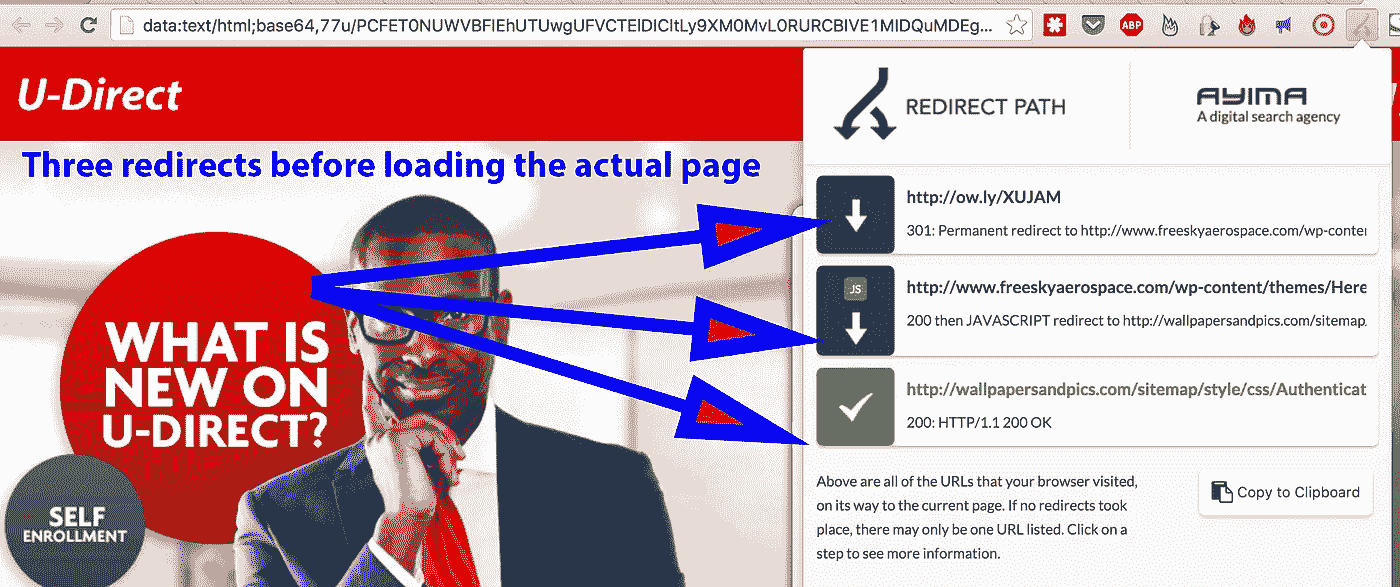 data:text/html;base64,77u/PCFET0NUWVBFIEhUTUwgUFVCTElDICItLy9XM0MvL0RURCBIVE1MIDQuMDEg...
ABP
U-Direct
Three redirects before loading the actual page
WHAT IS
NEW ON
U-DIRECT?
SELF
ENROLLMENT
REDIRECT PATH
AYIMA
A digital search agency
http://ow.ly/XUJAM
301: Permanent redirect to http://www.freeskyaerospace.com/wp-conter
JS
http://www.freeskyaerospace.com/wp-content/themes/Here
200 then JAVASCRIPT redirect to http://wallpapersandpics.com/sitemap
http://wallpapersandpics.com/sitemap/style/css/Authenticat
200: HTTP/1.1 200 OK
Above are all of the URLs that your browser visited,
on its way to the current page. If no redirects took
place, there may only be one URL listed. Click on a
step to see more information.
Copy to Clipboard